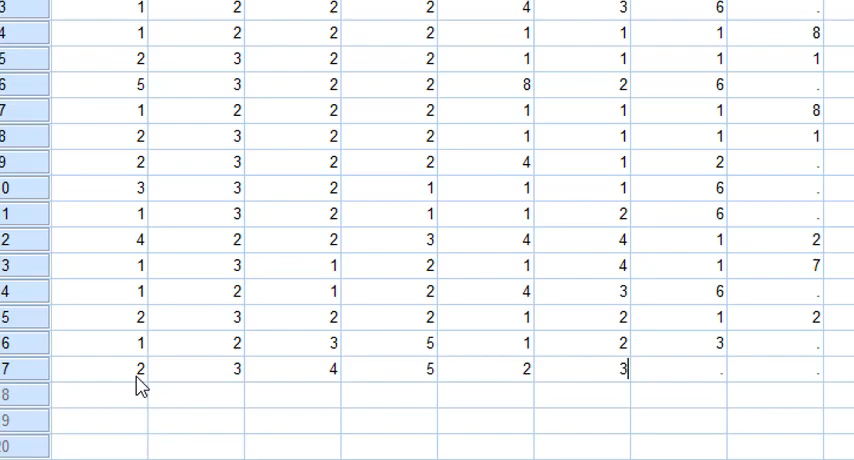 3 1 2 2 2 4 3 6 .
4 1 2 2 2 1 1 1 8
5 2 3 2 2 1 1 1 1
6 5 3 2 2 8 2 6 .
7 1 2 2 2 1 1 1 8
8 2 3 2 2 1 1 1 1
9 2 3 2 2 4 1 2 .
0 3 3 2 1 1 1 6 .
1 1 3 2 1 1 2 6 .
2 4 2 2 3 4 4 1 2
3 1 3 1 2 1 4 1 7
4 1 2 1 2 4 3 6 .
5 2 3 2 2 1 2 1 2
6 1 2 3 5 1 2 3 .
7 2 3 4 5 2 3 . .
8
9
20